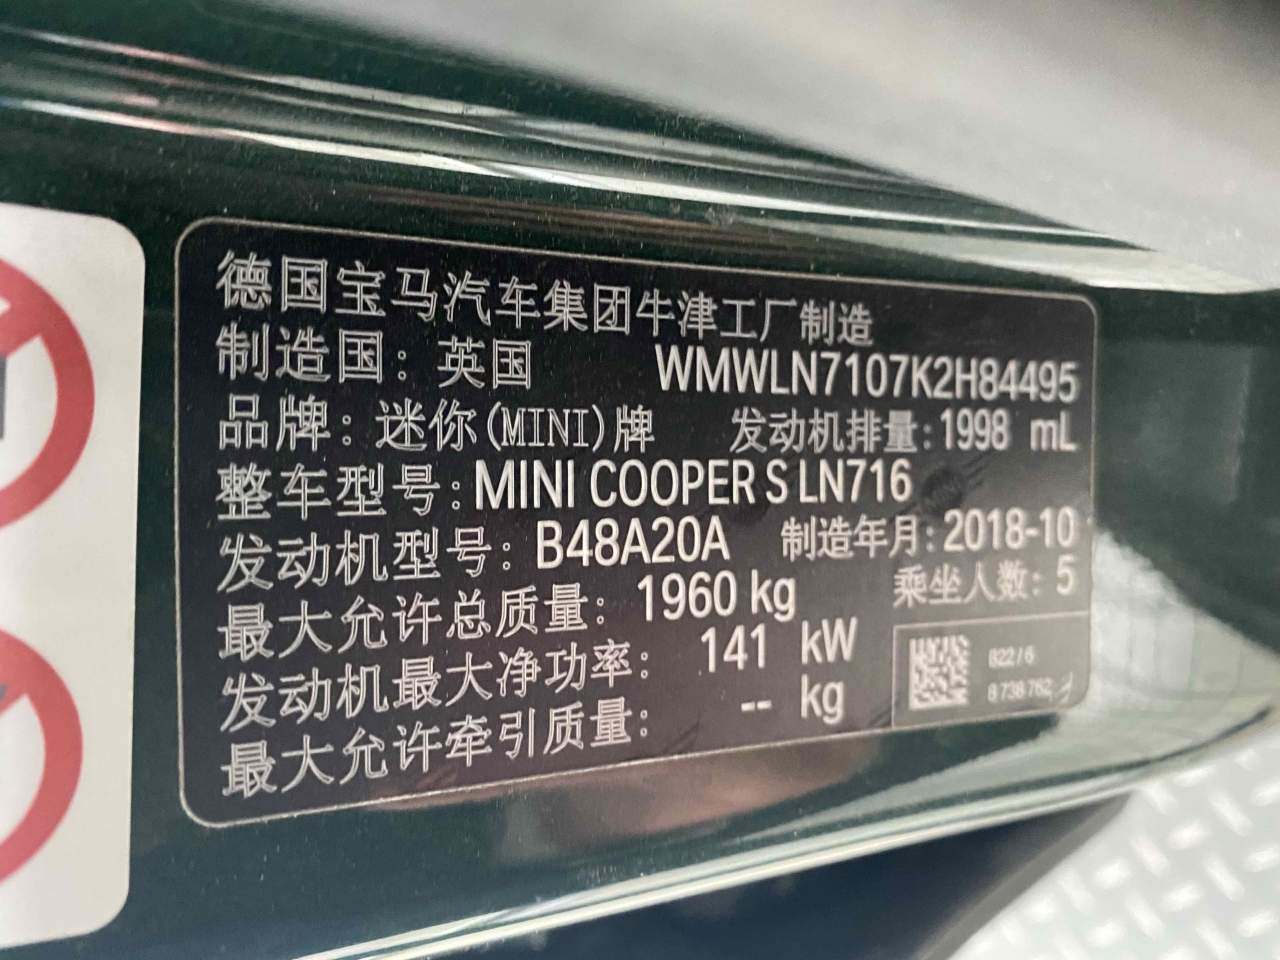 德国宝马汽车集团牛津工厂制造
制造国：英国 WMWLN7107K2H84495
品牌：迷你(MINI)牌 发动机排量：1998 mL
整车型号：MINI COOPER S LN716
发动机型号：B48A20A 制造年月：2018-10
最大允许总质量：1960 kg 乘坐人数：5
发动机最大净功率：141 kW
最大允许牵引质量：-- kg
822/6
8 738 762